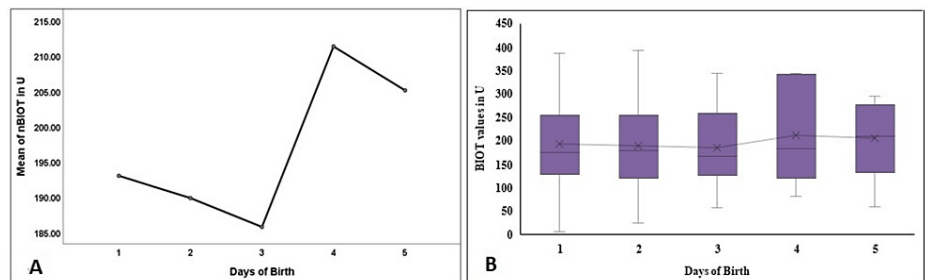 215.00
210.00
205.00
200.00
195.00
190.00
185.00
Mean of nBIOT in U
1 2 3 4 5
Days of Birth
A
450
400
350
300
250
200
150
100
50
0
BIOT values in U
1 2 3 4 5
Days of Birth
B